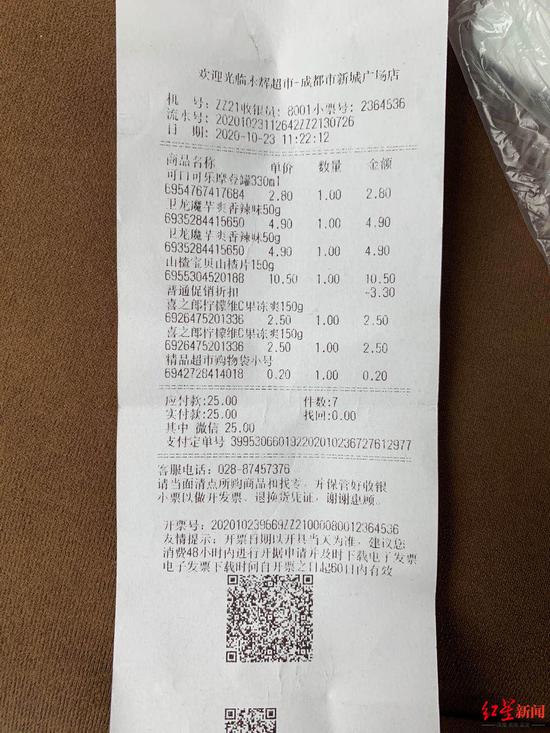 欢迎光临永辉超市-成都市新城广场店
机 号: ZZ21收银员: 8001小票号: 2364536
流水号: 20201023112642ZZ2130726
日 期: 2020-10-23 11:22:12
商品名称 单价 数量 金额
可口可乐摩登罐330ml
6954767417684 2.80 1.00 2.80
卫龙魔芋爽香辣味50g
6935284415650 4.90 1.00 4.90
卫龙魔芋爽香辣味50g
6935284415650 4.90 1.00 4.90
山楂宝贝山楂片150g
6955304520188 10.50 1.00 10.50
普通促销折扣 -3.30
喜之郎柠檬维C果冻爽150g
6926475201336 2.50 1.00 2.50
喜之郎柠檬维C果冻爽150g
6926475201336 2.50 1.00 2.50
精品超市购物袋小号
6942728414018 0.20 1.00 0.20
应付款:25.00 件数:7
实付款:25.00 找回:0.00
其中 微信 25.00
支付定单号 39953066019220201023672761​2977
客服电话: 028-87457376
请当面清点所购商品和找零，并保管好收银
小票以做开发票、退换货凭证，谢谢惠顾。
开票号: 202010239669ZZ21000080012364536
友情提示: 开票日期以开具当天为准，建议您
消费48小时内进行开据申请并及时下载电子发票
电子发票下载时间自开票之日起60日内有效
红星新闻